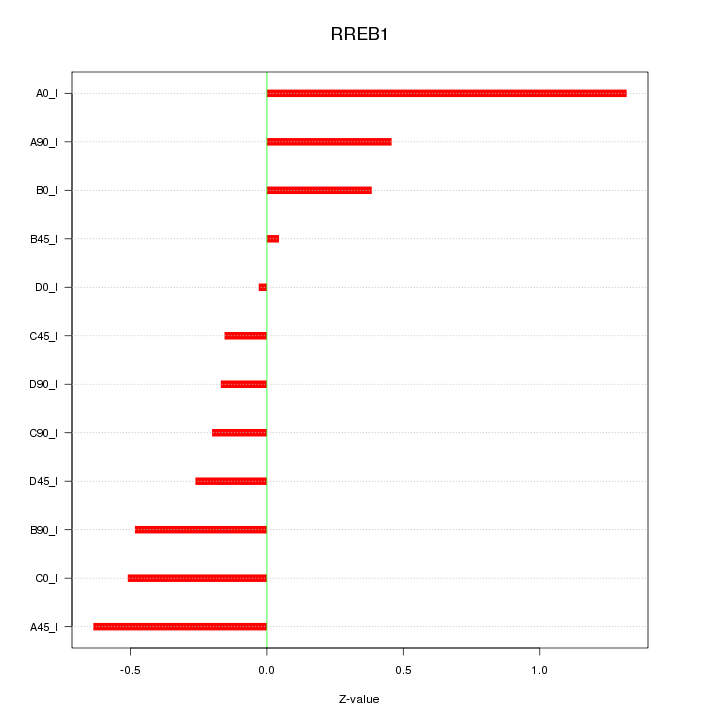 RREB1
A0_I
A90_I
B0_I
B45_I
D0_I
C45_I
D90_I
C90_I
D45_I
B90_I
C0_I
A45_I
-0.5 0.0 0.5 1.0
Z-value